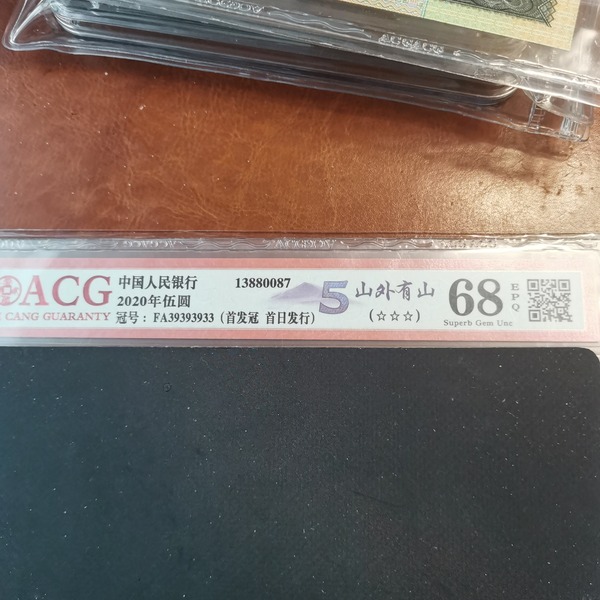 ACG
CANG GUARANTY
中国人民银行 13880087
2020年伍圆
冠号： FA39393933（首发冠 首日发行）
5 山外有山
（☆☆☆）
68 EPQ
Superb Gem Unc